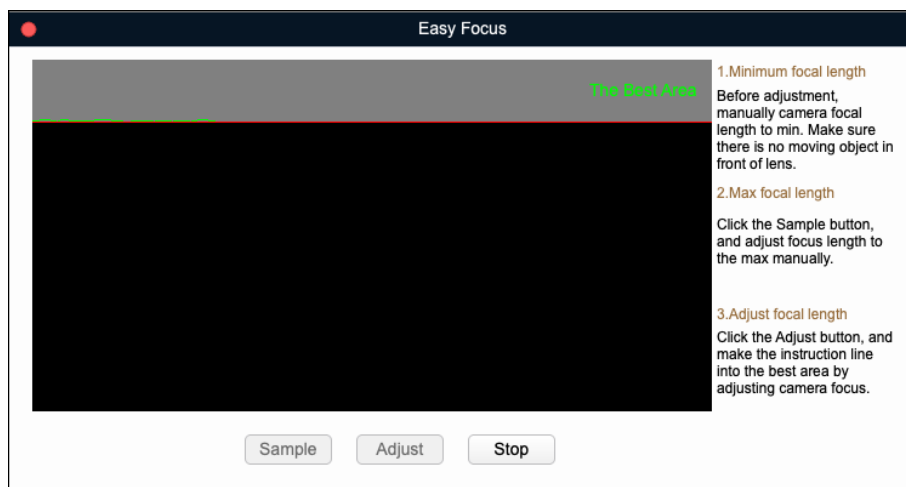 Easy Focus
The Best Area
1.Minimum focal length
Before adjustment,
manually camera focal
length to min. Make sure
there is no moving object in
front of lens.
2.Max focal length
Click the Sample button,
and adjust focus length to
the max manually.
3.Adjust focal length
Click the Adjust button, and
make the instruction line
into the best area by
adjusting camera focus.
Sample
Adjust
Stop